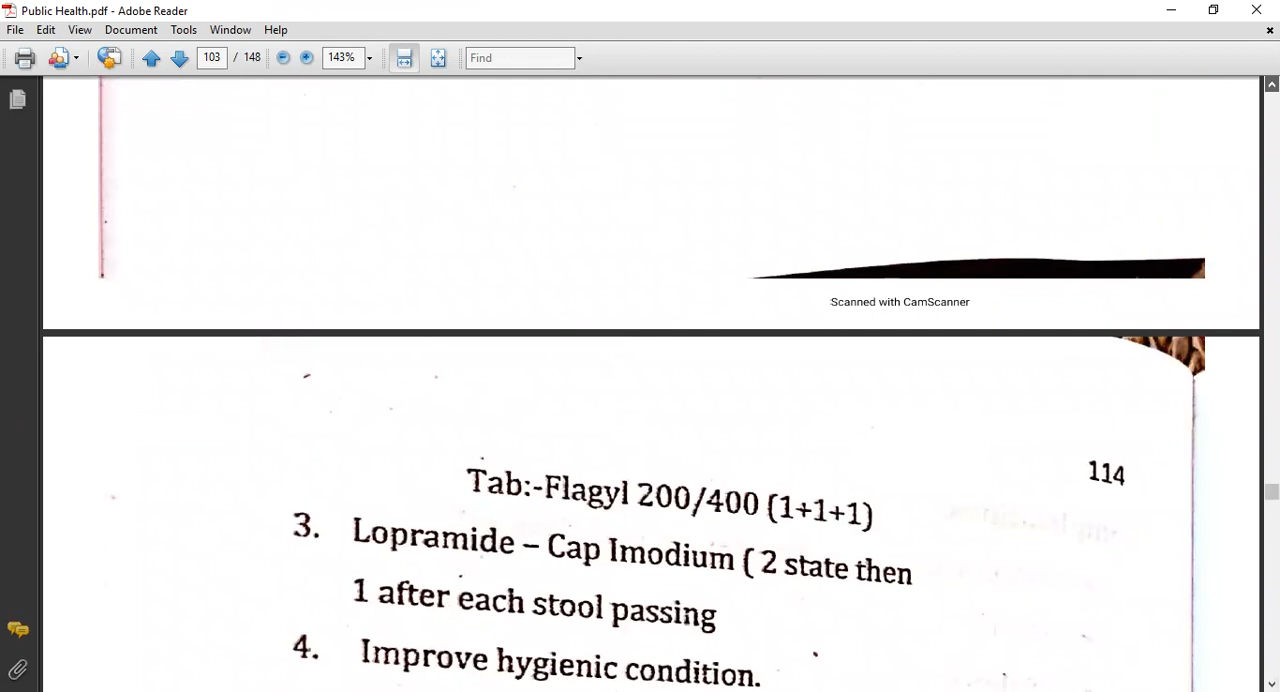 Public Health.pdf - Adobe Reader
File Edit View Document Tools Window Help
103 / 148 143% Find
Scanned with CamScanner
114
Tab:-Flagyl 200/400 (1+1+1)
3. Lopramide – Cap Imodium ( 2 state then
1 after each stool passing
4. Improve hygienic condition.